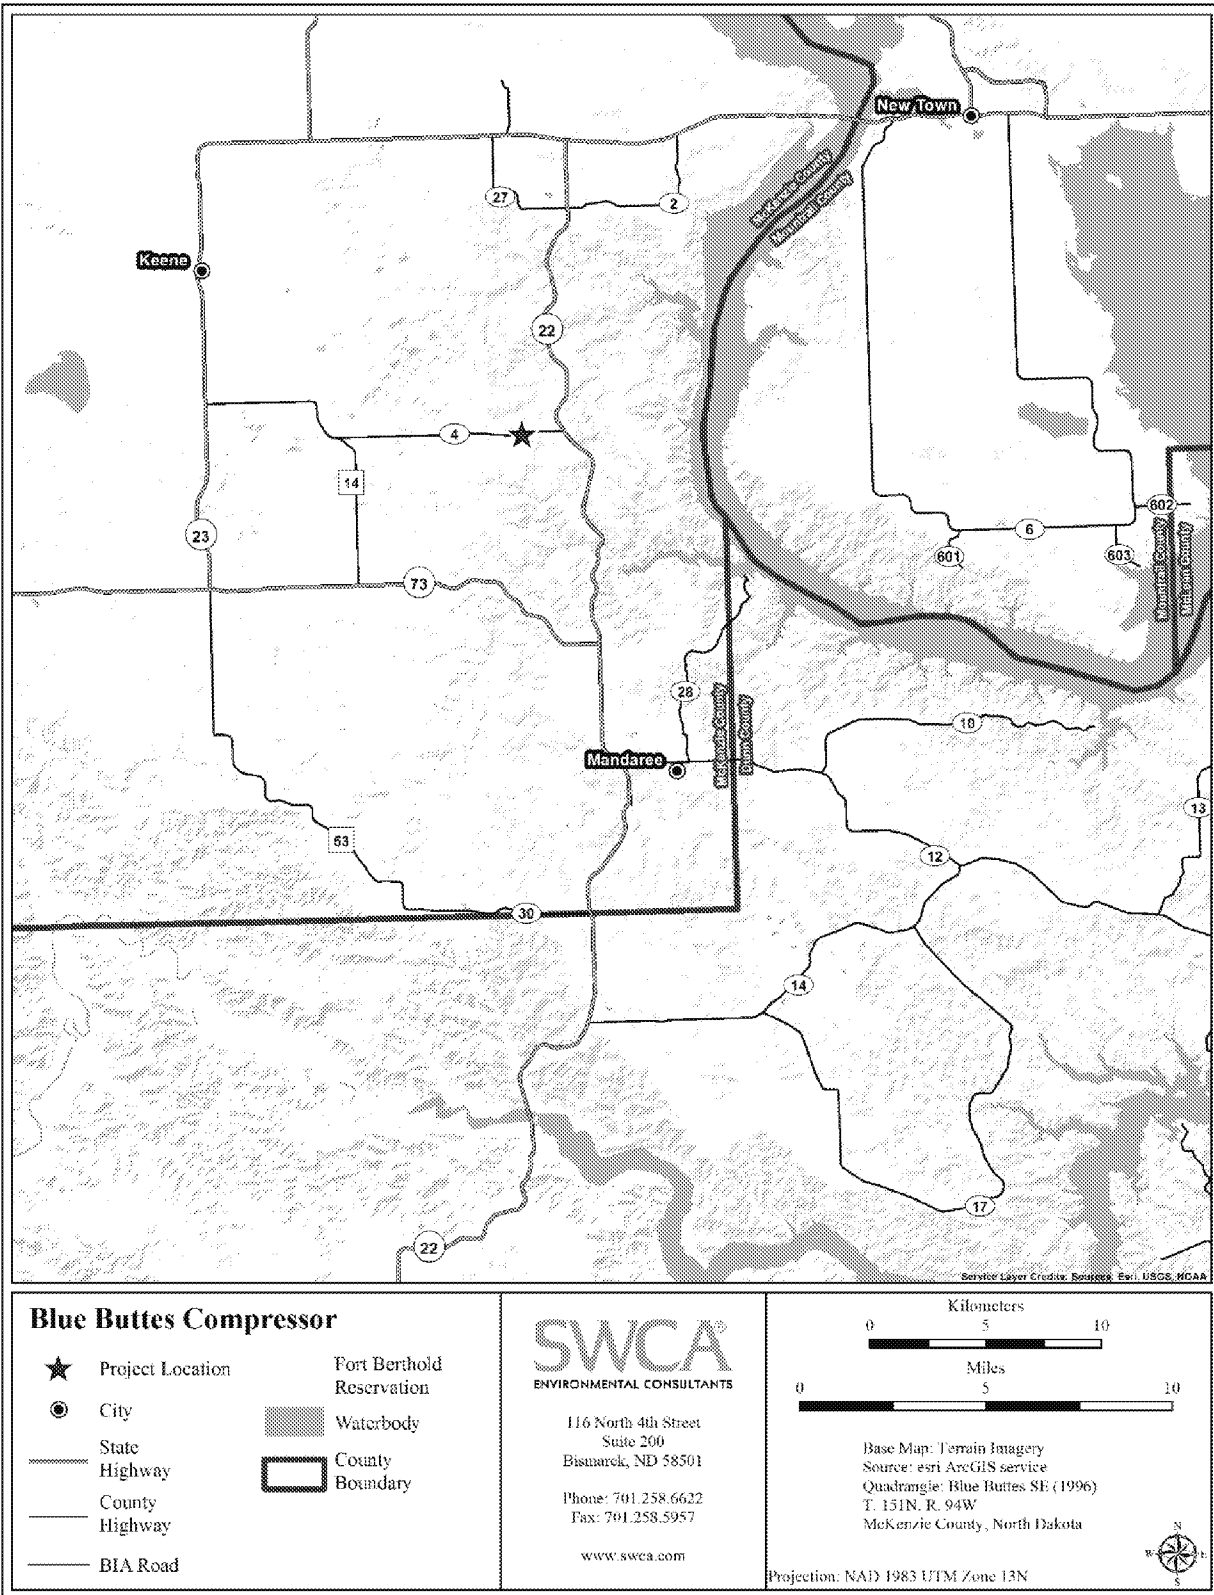 New Town
McKenzie County
Mountrail County
27
2
Keene
22
4
14
23
73
602
6
601
603
Mountrail County
McLean County
28
McKenzie County
Dunn County
Mandaree
10
13
53
12
30
14
17
22
Service Layer Credits: Sources: Esri, USGS, NOAA
Blue Buttes Compressor
Project Location
City
State
Highway
County
Highway
BIA Road
Fort Berthold
Reservation
Waterbody
County
Boundary
SWCA®
ENVIRONMENTAL CONSULTANTS
116 North 4th Street
Suite 200
Bismarck, ND 58501
Phone: 701.258.6622
Fax: 701.258.5957
www.swca.com
Kilometers
0 5 10
Miles
0 5 10
Base Map: Terrain Imagery
Source: esri ArcGIS service
Quadrangle: Blue Buttes SE (1996)
T. 151N, R. 94W
McKenzie County, North Dakota
N
W E
S
Projection: NAD 1983 UTM Zone 13N